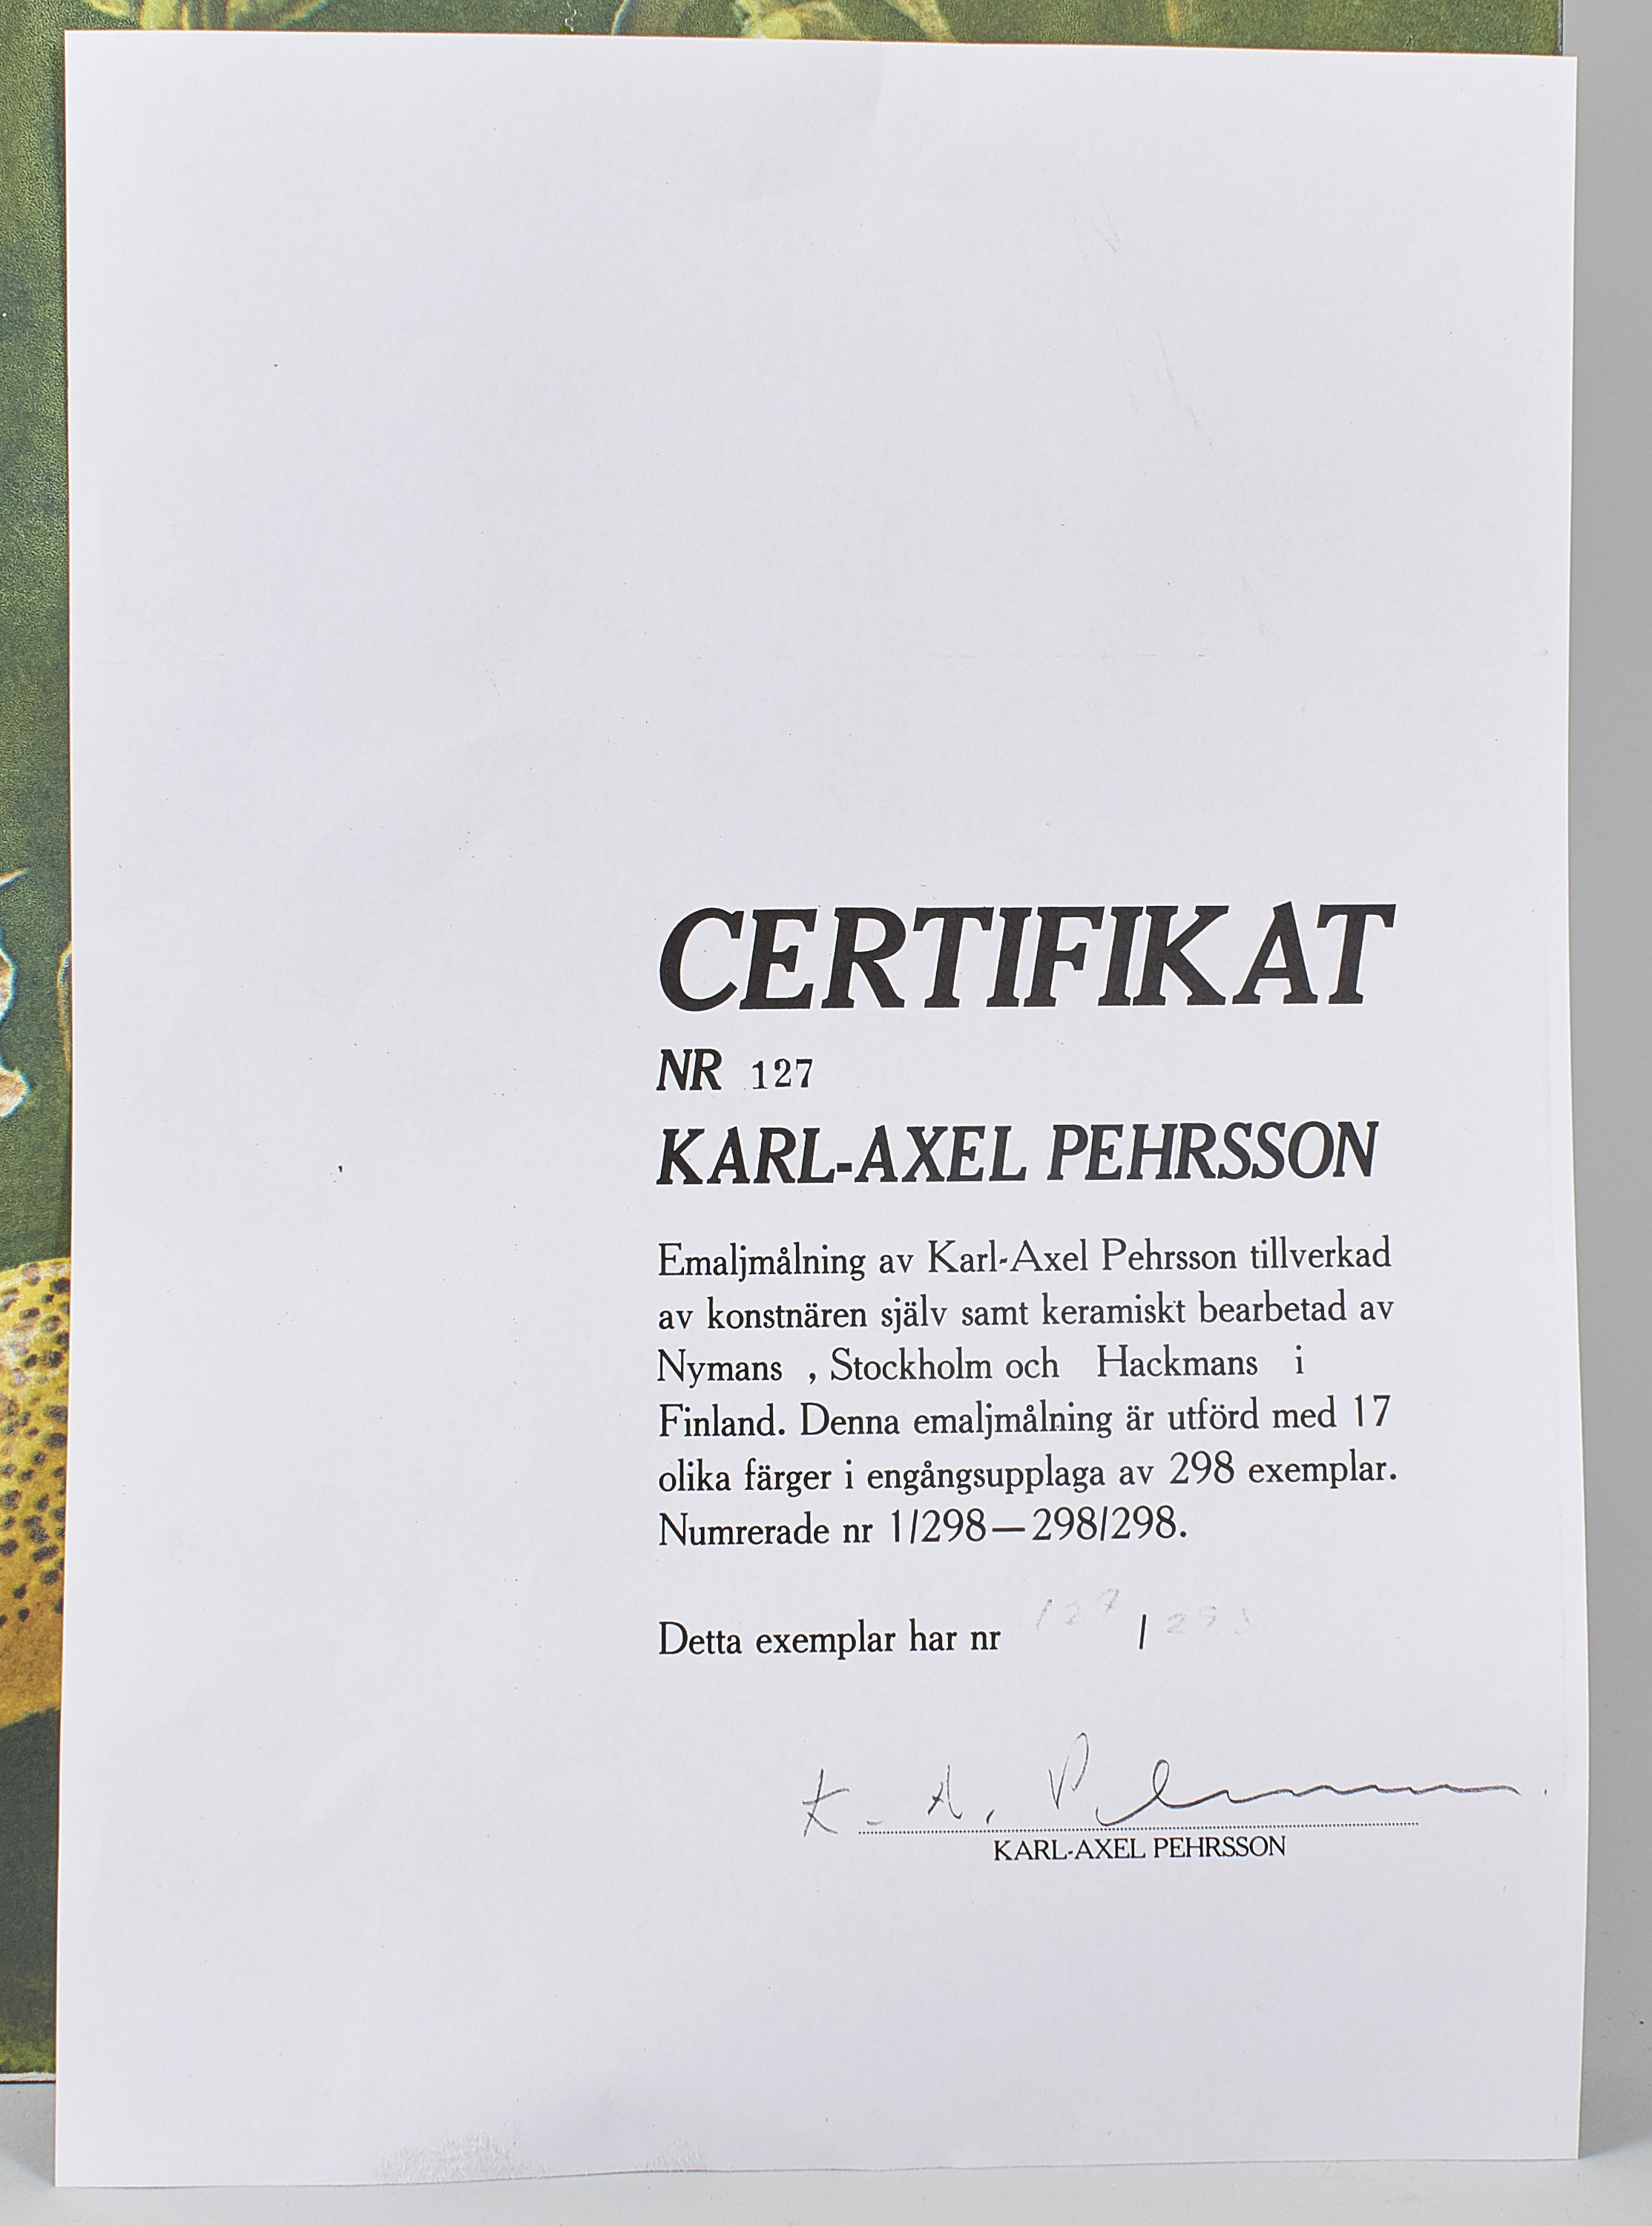 CERTIFIKAT
NR 127
KARL-AXEL PEHRSSON
Emaljmålning av Karl-Axel Pehrsson tillverkad
av konstnären själv samt keramiskt bearbetad av
Nymans , Stockholm och Hackmans i
Finland. Denna emaljmålning är utförd med 17
olika färger i engångsupplaga av 298 exemplar.
Numrerade nr 1/298—298/298.
Detta exemplar har nr 127 / 298
K. A. Pehrsson.
KARL-AXEL PEHRSSON